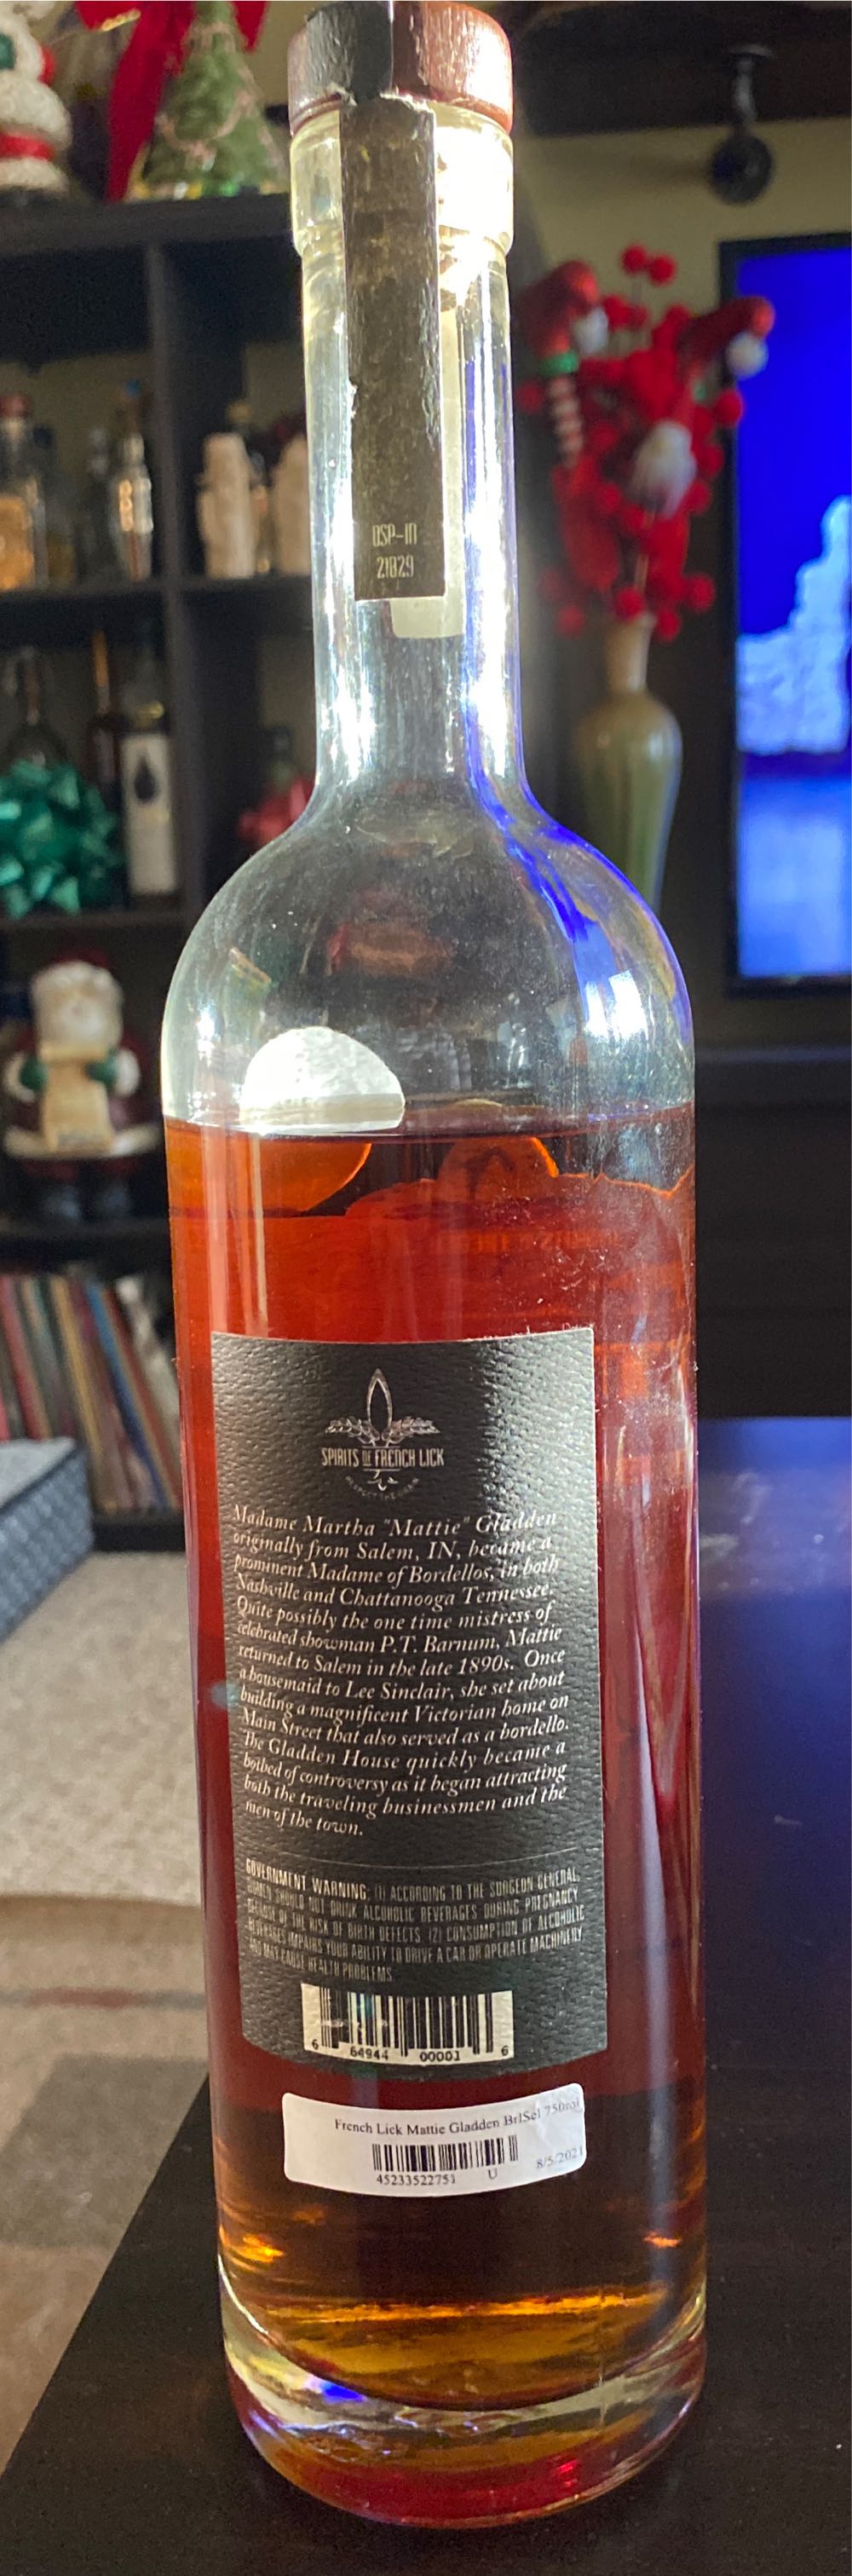 DSP-IN
21029
SPIRITS OF FRENCH LICK
RESPECT THE GRAIN
Madame Martha "Mattie" Gladden
originally from Salem, IN, became a
prominent Madame of Bordellos, in both
Nashville and Chattanooga Tennessee.
Quite possibly the one time mistress of
celebrated showman P.T. Barnum, Mattie
returned to Salem in the late 1890s. Once
a housemaid to Lee Sinclair, she set about
building a magnificent Victorian home on
Main Street that also served as a bordello.
The Gladden House quickly became a
hotbed of controversy as it began attracting
both the traveling businessmen and the
men of the town.
GOVERNMENT WARNING: (1) ACCORDING TO THE SURGEON GENERAL,
WOMEN SHOULD NOT DRINK ALCOHOLIC BEVERAGES DURING PREGNANCY
BECAUSE OF THE RISK OF BIRTH DEFECTS. (2) CONSUMPTION OF ALCOHOLIC
BEVERAGES IMPAIRS YOUR ABILITY TO DRIVE A CAR OR OPERATE MACHINERY
AND MAY CAUSE HEALTH PROBLEMS
6 64944 00001 6
French Lick Mattie Gladden BrlSel 750ml
45233522751 U 8/5/2021